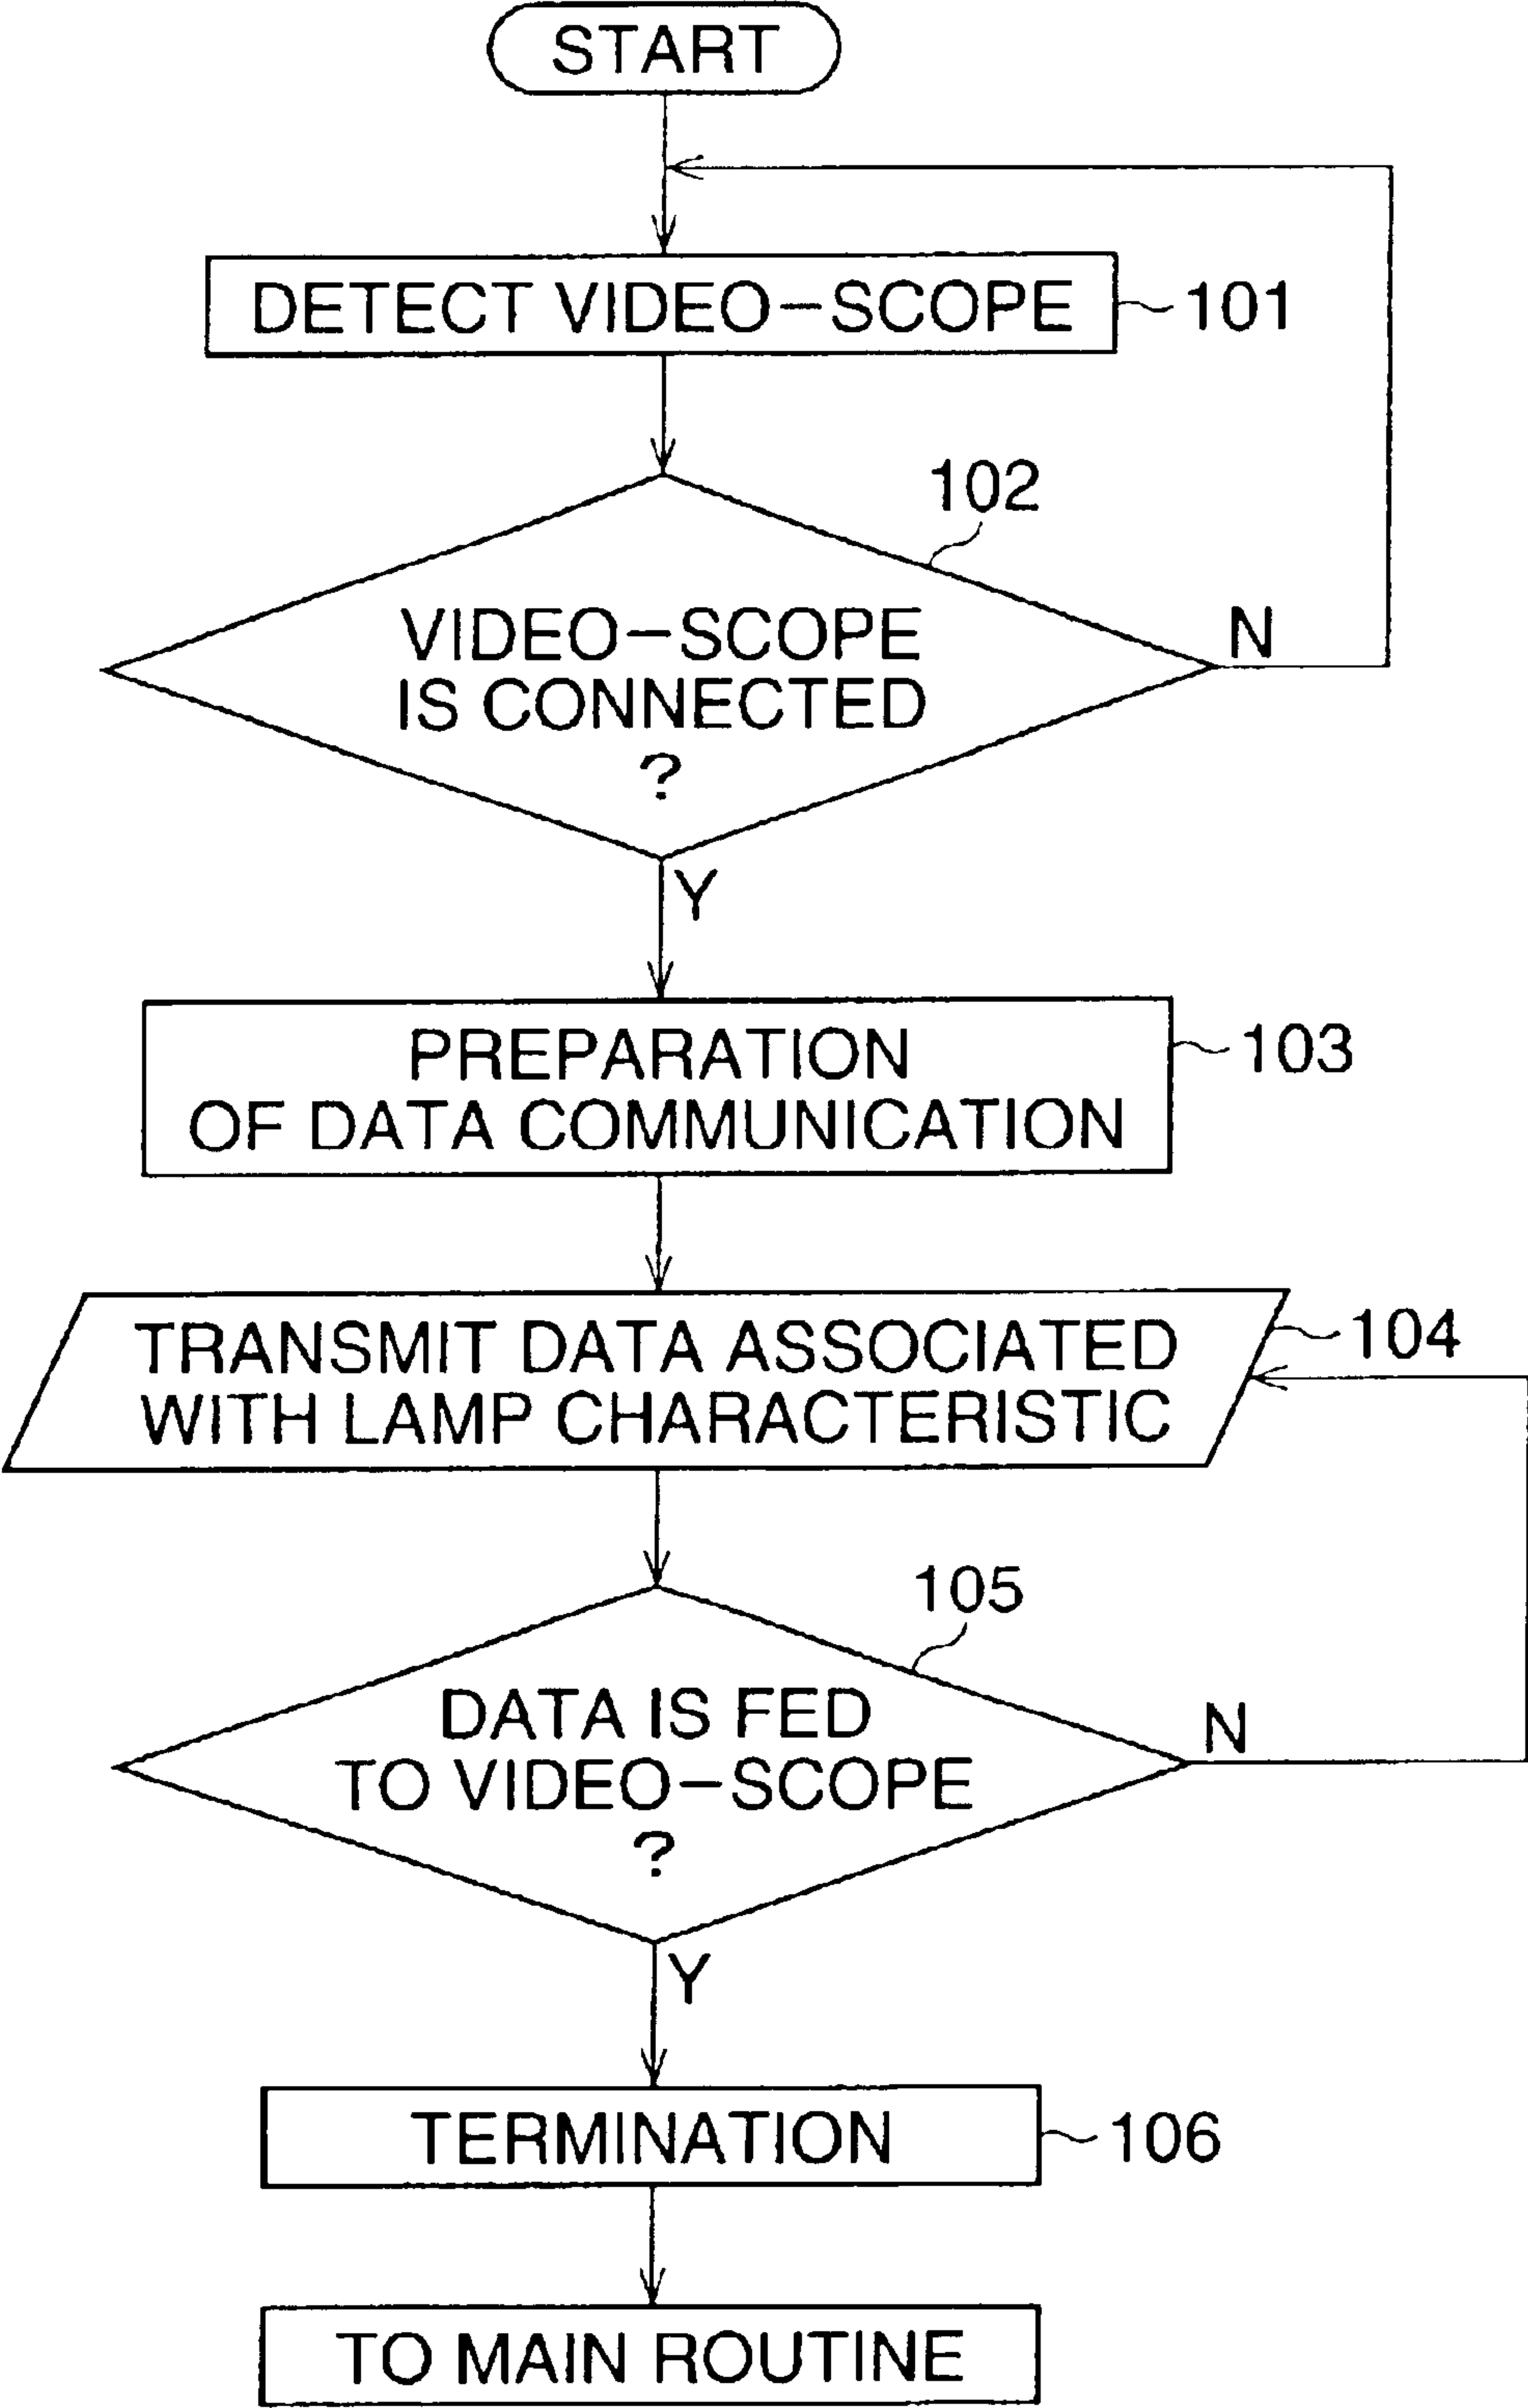 START
DETECT VIDEO-SCOPE
101
102
VIDEO-SCOPE
IS CONNECTED
?
N
Y
PREPARATION
OF DATA COMMUNICATION
103
TRANSMIT DATA ASSOCIATED
WITH LAMP CHARACTERISTIC
104
105
DATA IS FED
TO VIDEO-SCOPE
?
N
Y
TERMINATION
106
TO MAIN ROUTINE